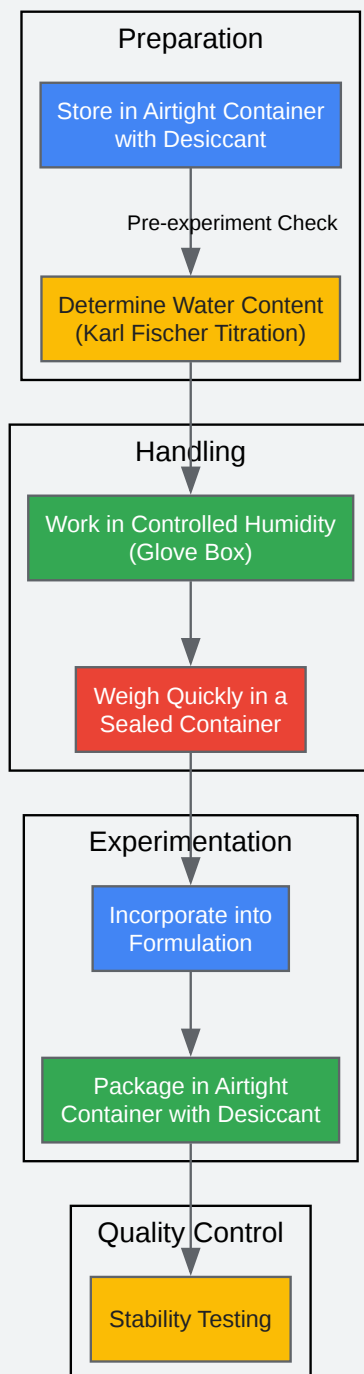 Preparation
Store in Airtight Container
with Desiccant
Pre-experiment Check
Determine Water Content
(Karl Fischer Titration)
Handling
Work in Controlled Humidity
(Glove Box)
Weigh Quickly in a
Sealed Container
Experimentation
Incorporate into
Formulation
Package in Airtight
Container with Desiccant
Quality Control
Stability Testing